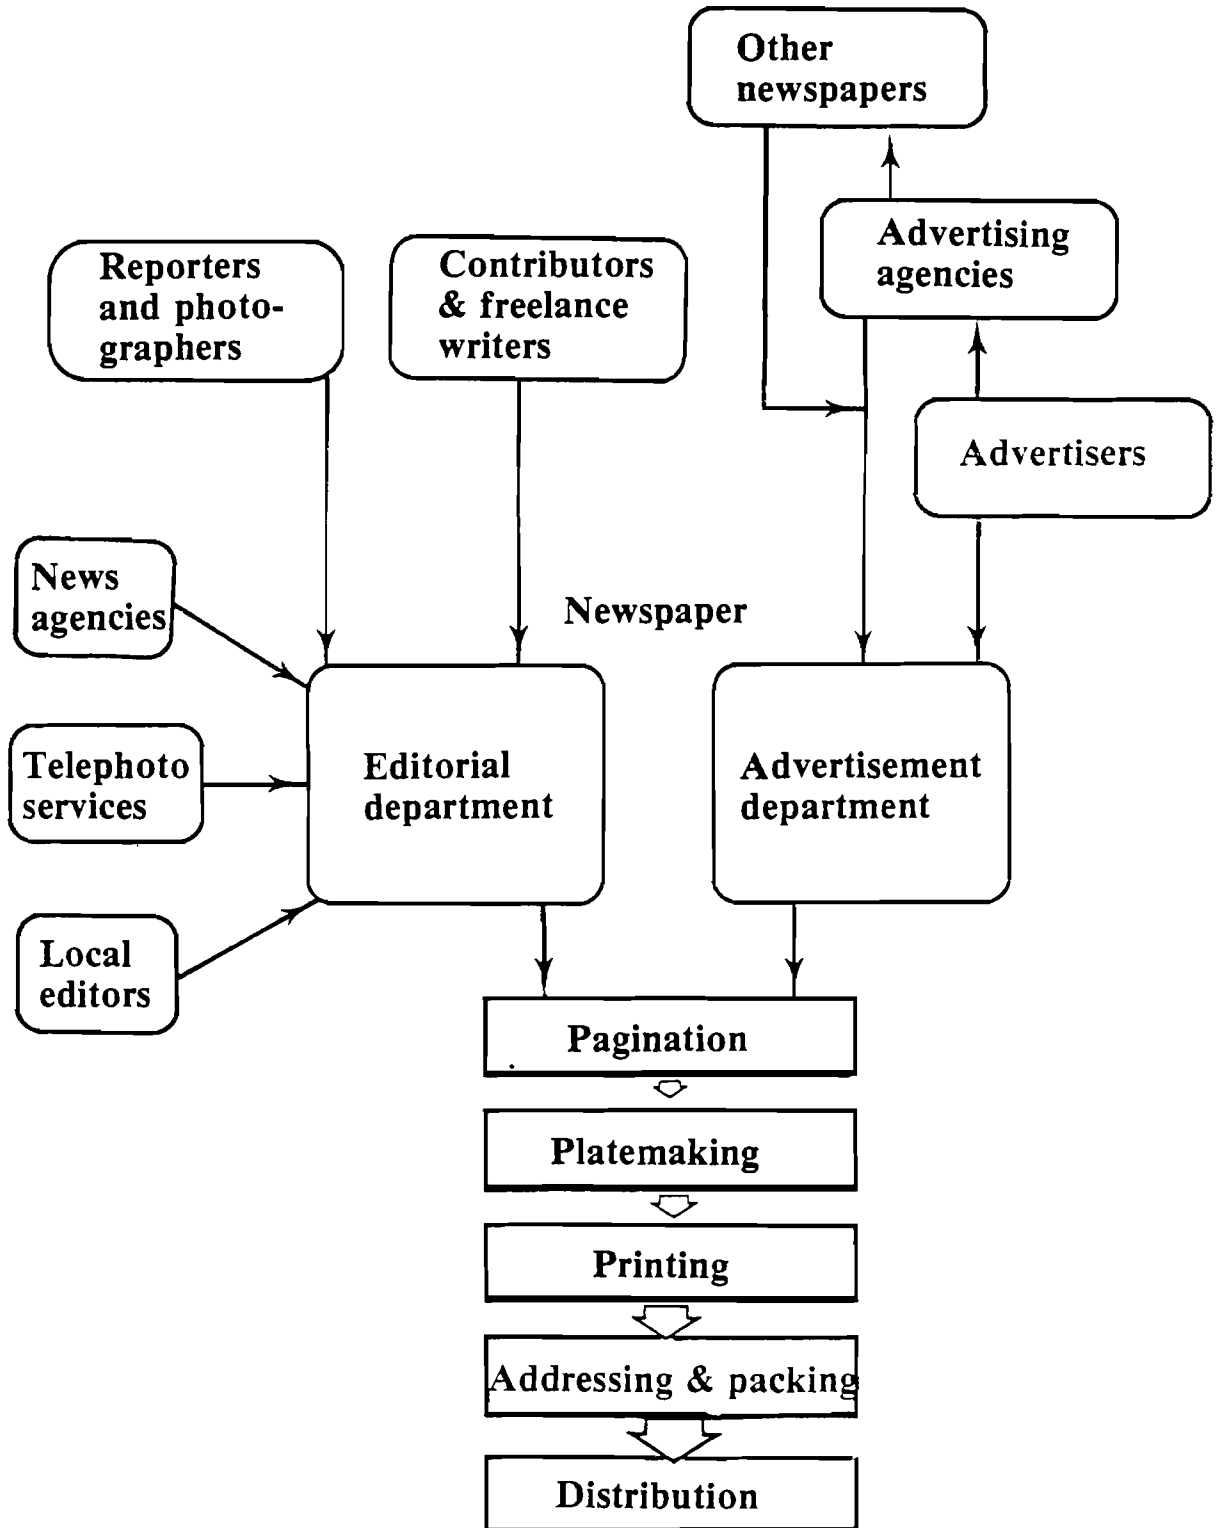 Other
newspapers
Advertising
agencies
Reporters
and photo-
graphers
Contributors
& freelance
writers
Advertisers
News
agencies
Newspaper
Telephoto
services
Editorial
department
Advertisement
department
Local
editors
Pagination
Platemaking
Printing
Addressing & packing
Distribution